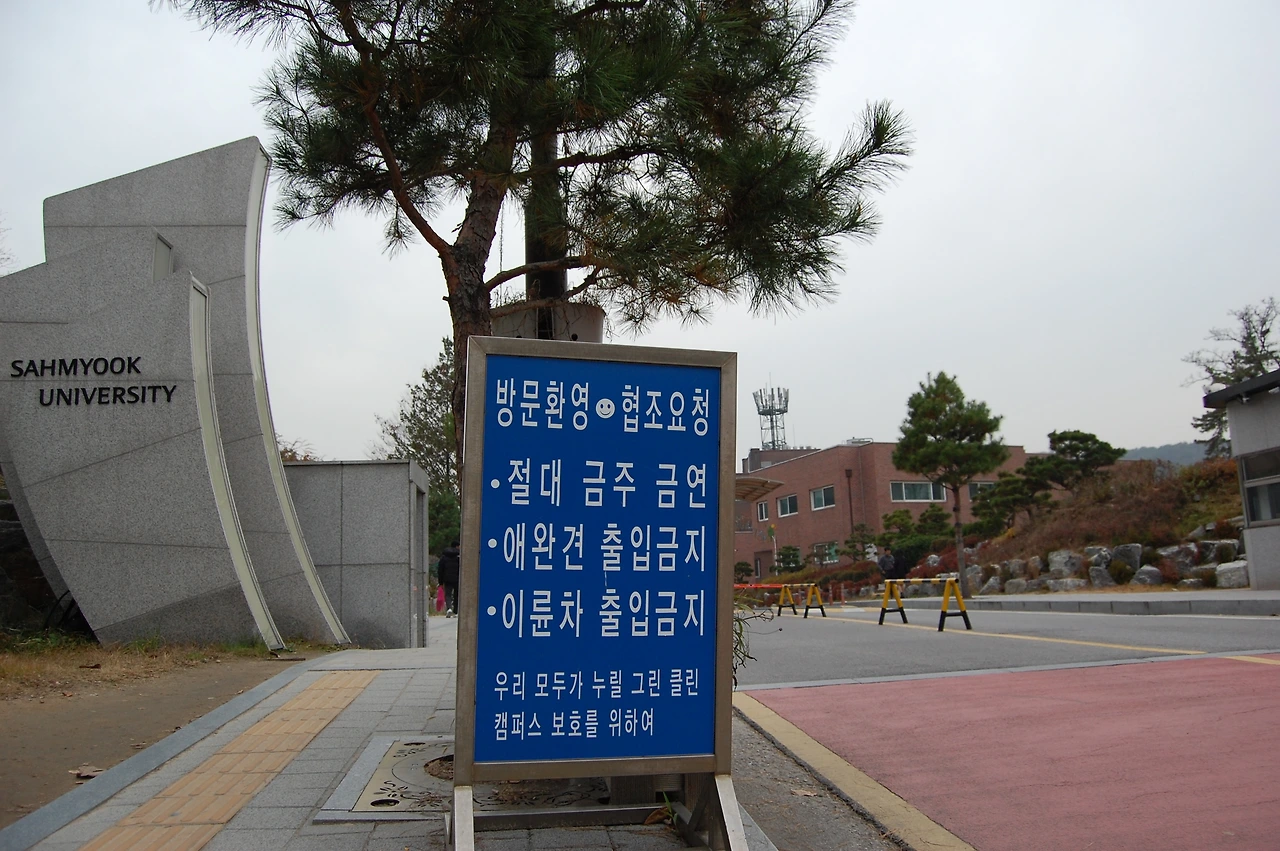 SAHMYOOK
UNIVERSITY
방문환영☻협조요청
•절대 금주 금연
•애완견 출입금지
•이륜차 출입금지
우리 모두가 누릴 그린 클린
캠퍼스 보호를 위하여